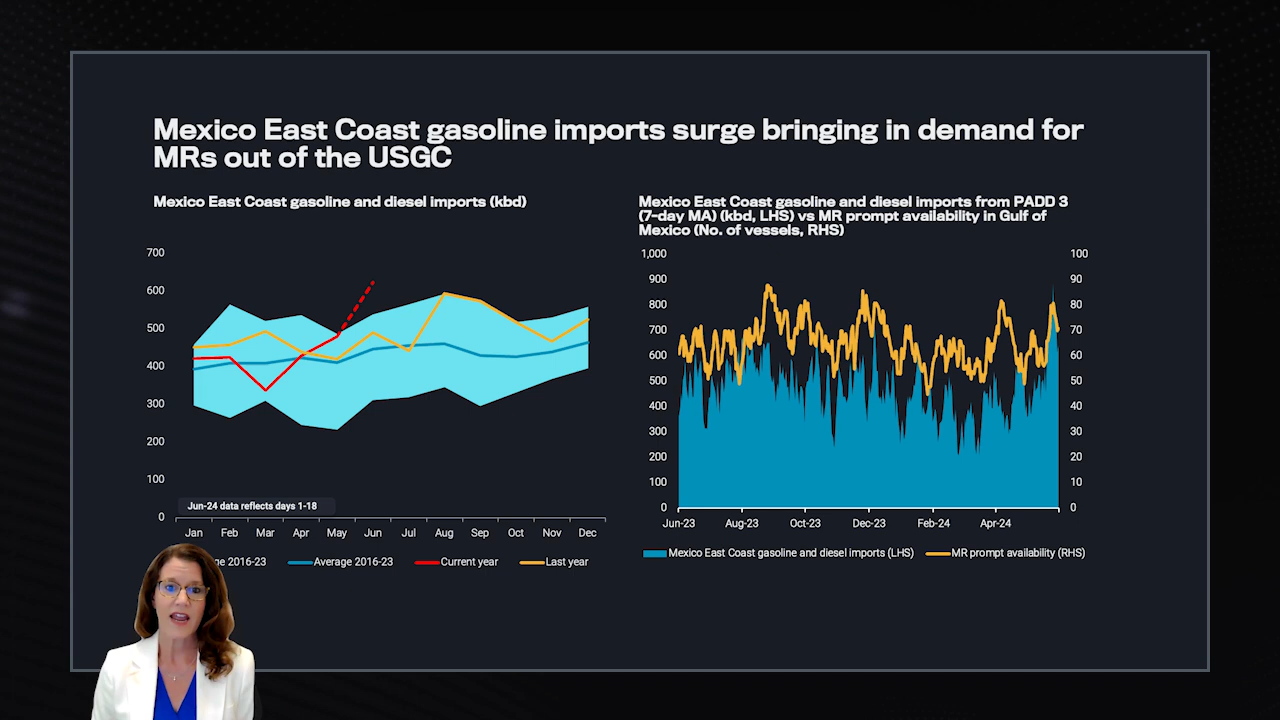 Mexico East Coast gasoline imports surge bringing in demand for
MRs out of the USGC
Mexico East Coast gasoline and diesel imports (kbd)
700
600
500
400
300
200
100
0
Jun-24 data reflects days 1-18
Jan Feb Mar Apr May Jun Jul Aug Sep Oct Nov Dec
2016-23
Average 2016-23
Current year
Last year
Mexico East Coast gasoline and diesel imports from PADD 3
(7-day MA) (kbd, LHS) vs MR prompt availability in Gulf of
Mexico (No. of vessels, RHS)
1,000
900
800
700
600
500
400
300
200
100
0
100
90
80
70
60
50
40
30
20
10
0
Jun-23 Aug-23 Oct-23 Dec-23 Feb-24 Apr-24
Mexico East Coast gasoline and diesel imports (LHS)
MR prompt availability (RHS)